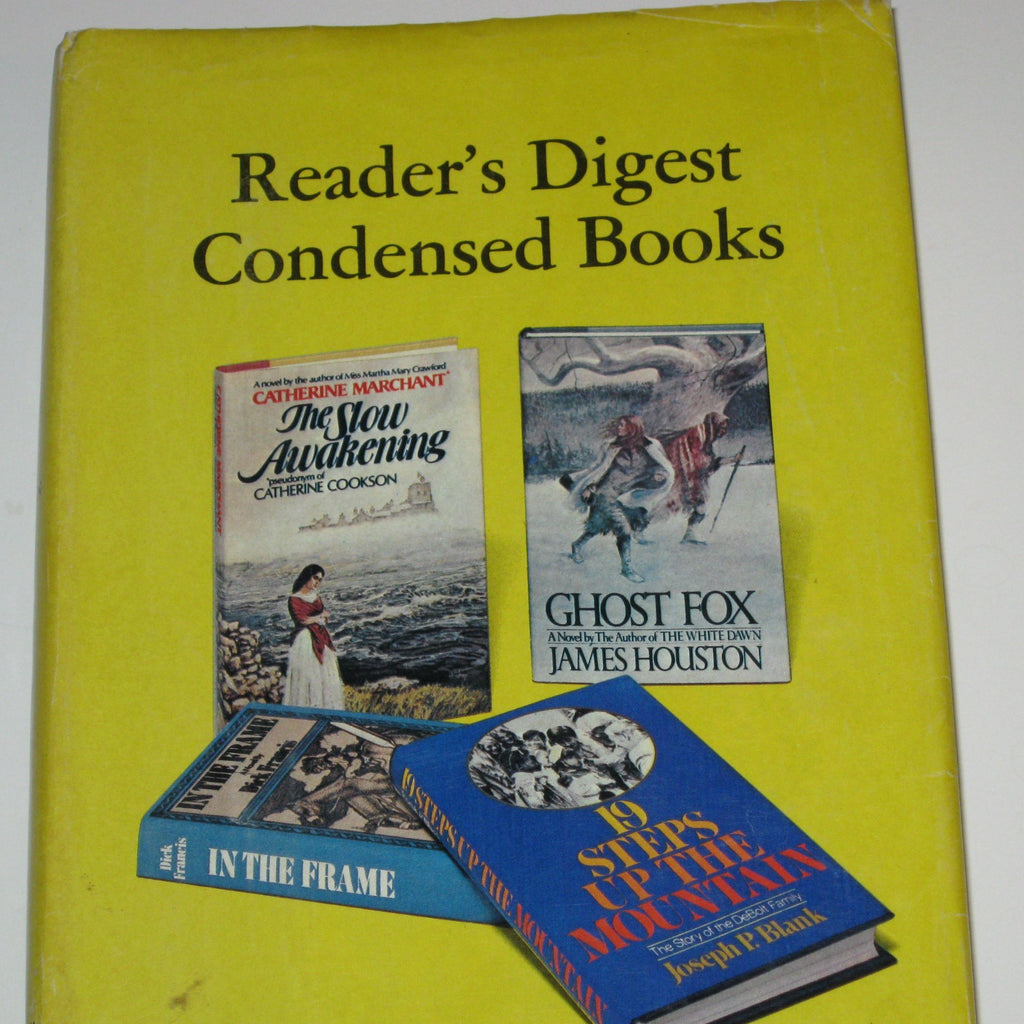 Reader's Digest
Condensed Books
A novel by the author of Miss Martha Mary Crawford
CATHERINE MARCHANT*
The Slow
Awakening
*pseudonym of
CATHERINE COOKSON
GHOST FOX
A Novel by The Author of THE WHITE DAWN
JAMES HOUSTON
IN THE FRAME
Dick Francis
Dick
Francis
IN THE FRAME
19 STEPS UP THE MOUNTAIN
19
STEPS
UP THE
MOUNTAIN
The Story of the DeBolt Family
Joseph P. Blank